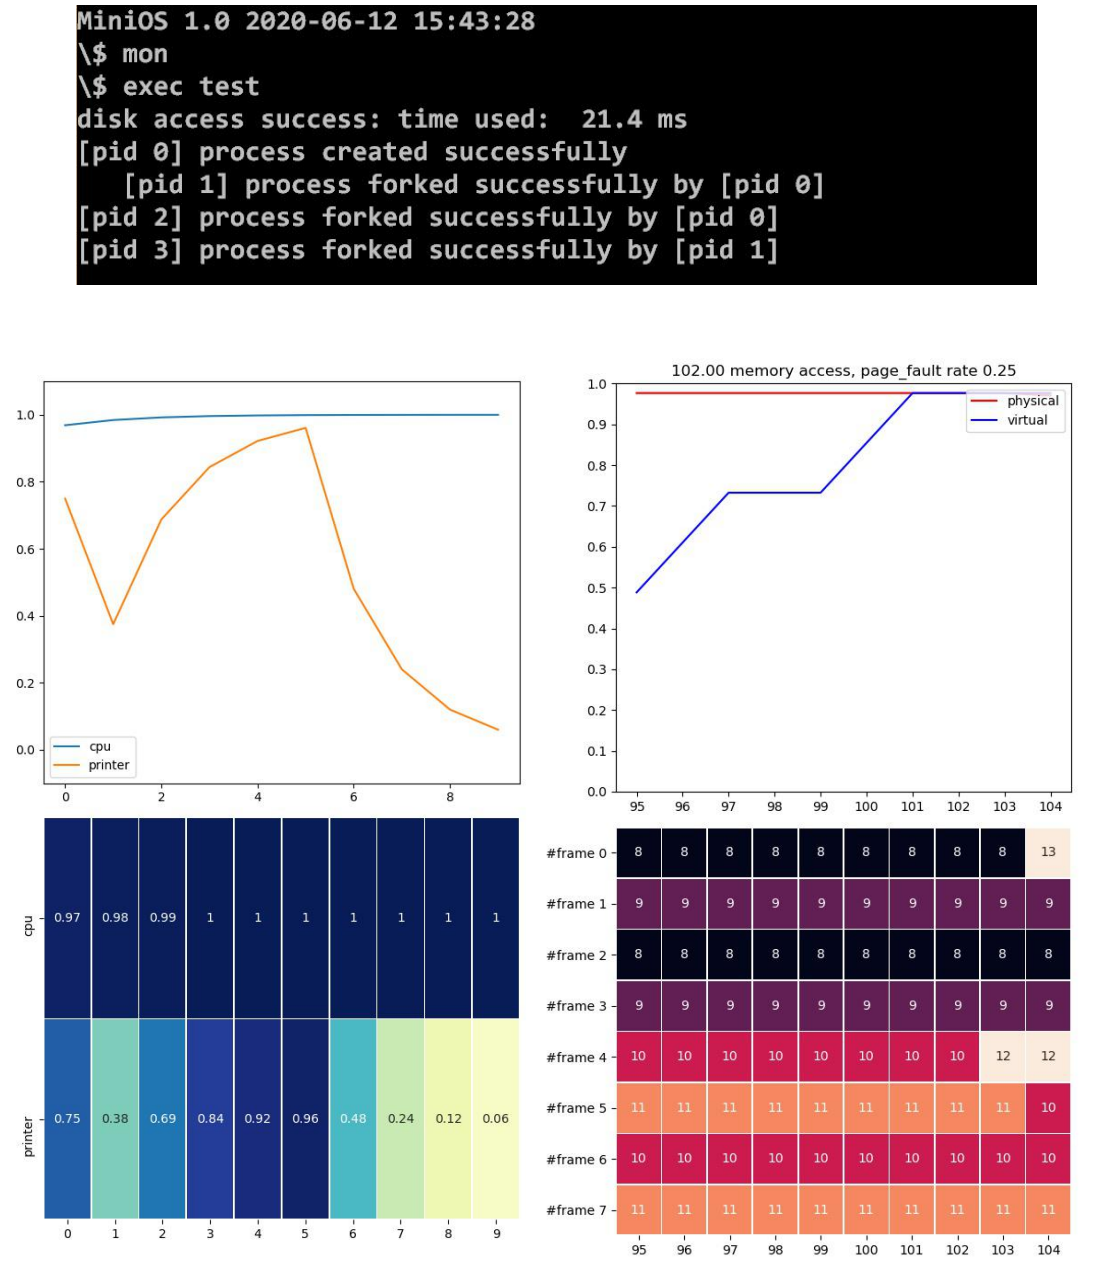 MiniOS 1.0 2020-06-12 15:43:28
\$ mon
\$ exec test
disk access success: time used:  21.4 ms
[pid 0] process created successfully
   [pid 1] process forked successfully by [pid 0]
[pid 2] process forked successfully by [pid 0]
[pid 3] process forked successfully by [pid 1]
1.0
0.8
0.6
0.4
0.2
0.0
cpu
printer
0 2 4 6 8
102.00 memory access, page_fault rate 0.25
1.0
0.9
0.8
0.7
0.6
0.5
0.4
0.3
0.2
0.1
0.0
physical
virtual
95 96 97 98 99 100 101 102 103 104
cpu
0.97 0.98 0.99 1 1 1 1 1 1 1
printer
0.75 0.38 0.69 0.84 0.92 0.96 0.48 0.24 0.12 0.06
0 1 2 3 4 5 6 7 8 9
#frame 0 8 8 8 8 8 8 8 8 8 13
#frame 1 9 9 9 9 9 9 9 9 9 9
#frame 2 8 8 8 8 8 8 8 8 8 8
#frame 3 9 9 9 9 9 9 9 9 9 9
#frame 4 10 10 10 10 10 10 10 10 12 12
#frame 5 11 11 11 11 11 11 11 11 11 10
#frame 6 10 10 10 10 10 10 10 10 10 10
#frame 7 11 11 11 11 11 11 11 11 11 11
95 96 97 98 99 100 101 102 103 104